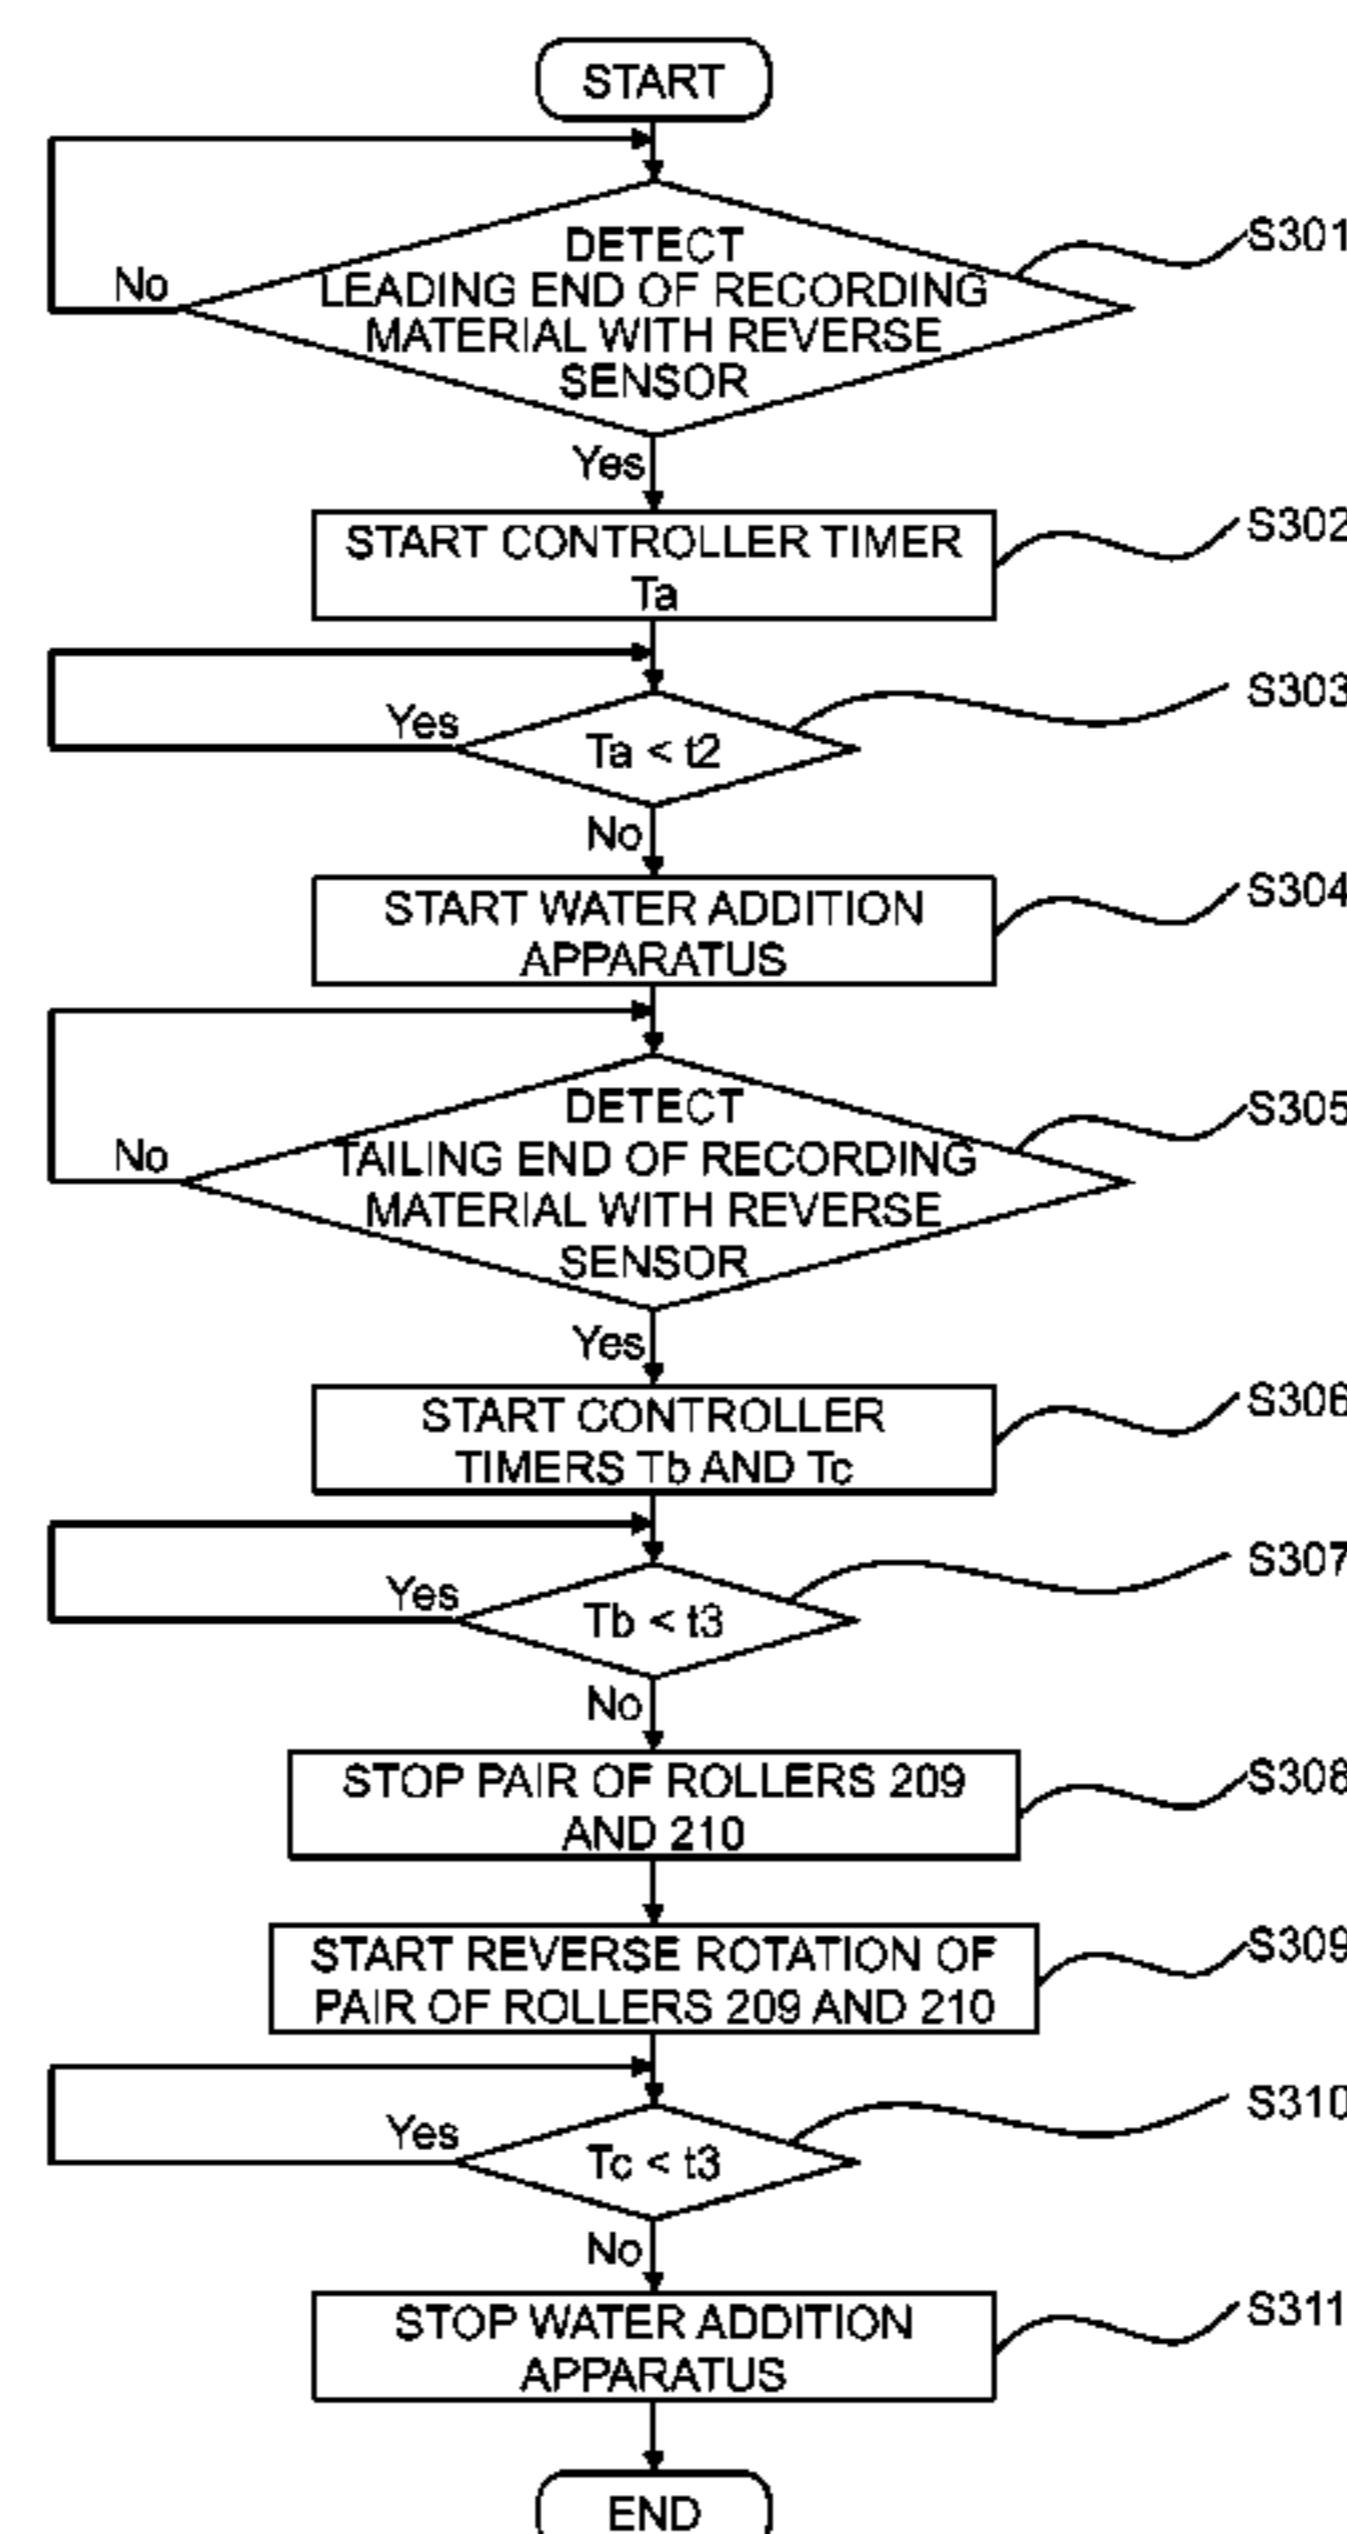 START
DETECT
LEADING END OF RECORDING
MATERIAL WITH REVERSE
SENSOR
S301
No
Yes
START CONTROLLER TIMER
Ta
S302
Ta < t2
S303
Yes
No
START WATER ADDITION
APPARATUS
S304
DETECT
TAILING END OF RECORDING
MATERIAL WITH REVERSE
SENSOR
S305
No
Yes
START CONTROLLER
TIMERS Tb AND Tc
S306
Tb < t3
S307
Yes
No
STOP PAIR OF ROLLERS 209
AND 210
S308
START REVERSE ROTATION OF
PAIR OF ROLLERS 209 AND 210
S309
Tc < t3
S310
Yes
No
STOP WATER ADDITION
APPARATUS
S311
END